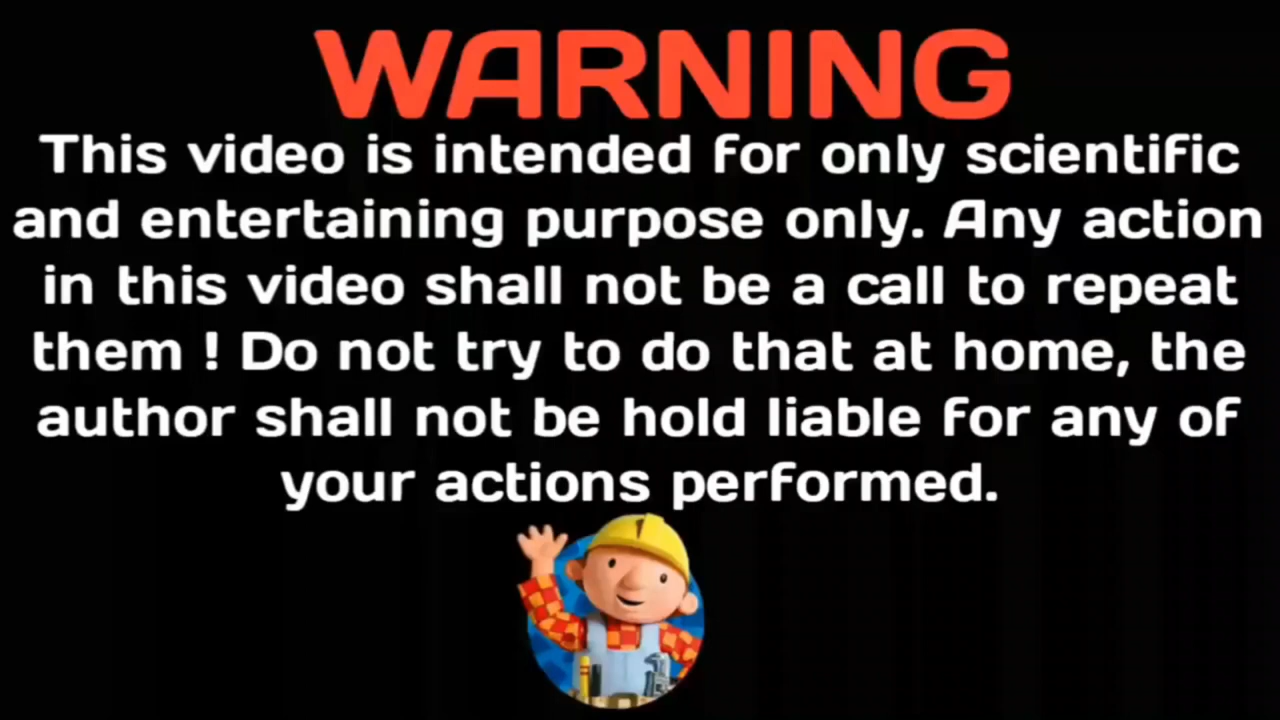 WARNING
This video is intended for only scientific
and entertaining purpose only. Any action
in this video shall not be a call to repeat
them ! Do not try to do that at home, the
author shall not be hold liable for any of
your actions performed.